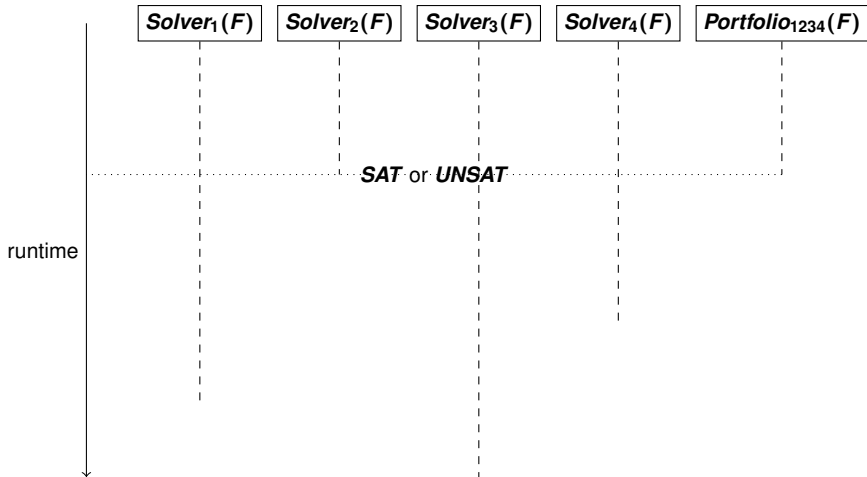 Solver₁(F) Solver₂(F) Solver₃(F) Solver₄(F) Portfolio₁₂₃₄(F)
SAT or UNSAT
runtime